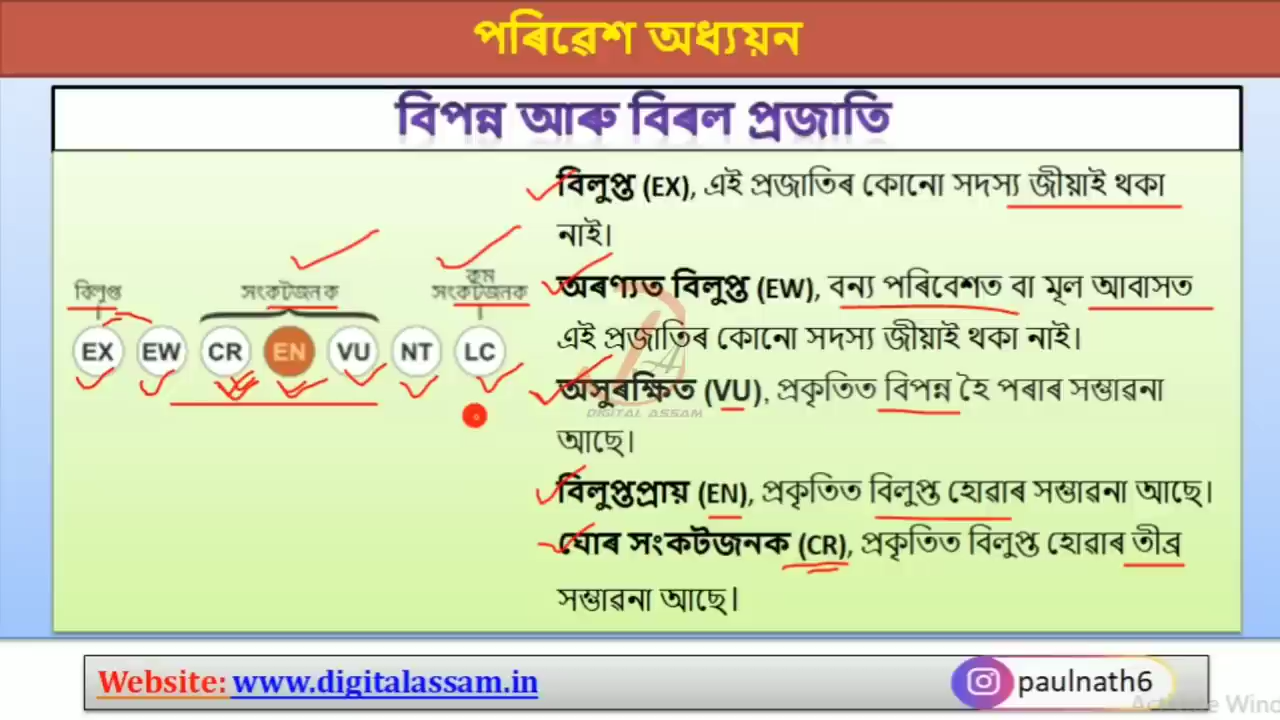 পৰিৱেশ অধ্যয়ন
বিপন্ন আৰু বিৰল প্ৰজাতি
বিলুপ্ত (EX), এই প্ৰজাতিৰ কোনো সদস্য জীয়াই থকা
নাই।
অৰণ্যত বিলুপ্ত (EW), বন্য পৰিবেশত বা মূল আবাসত
এই প্ৰজাতিৰ কোনো সদস্য জীয়াই থকা নাই।
অসুৰক্ষিত (VU), প্ৰকৃতিত বিপন্ন হৈ পৰাৰ সম্ভাৱনা
আছে।
বিলুপ্তপ্ৰায় (EN), প্ৰকৃতিত বিলুপ্ত হোৱাৰ সম্ভাৱনা আছে।
ঘোৰ সংকটজনক (CR), প্ৰকৃতিত বিলুপ্ত হোৱাৰ তীব্ৰ
সম্ভাৱনা আছে।
বিলুপ্ত
সংকটজনক
কম
সংকটজনক
EX EW CR EN VU NT LC
DIGITAL ASSAM
Website: www.digitalassam.in
paulnath6